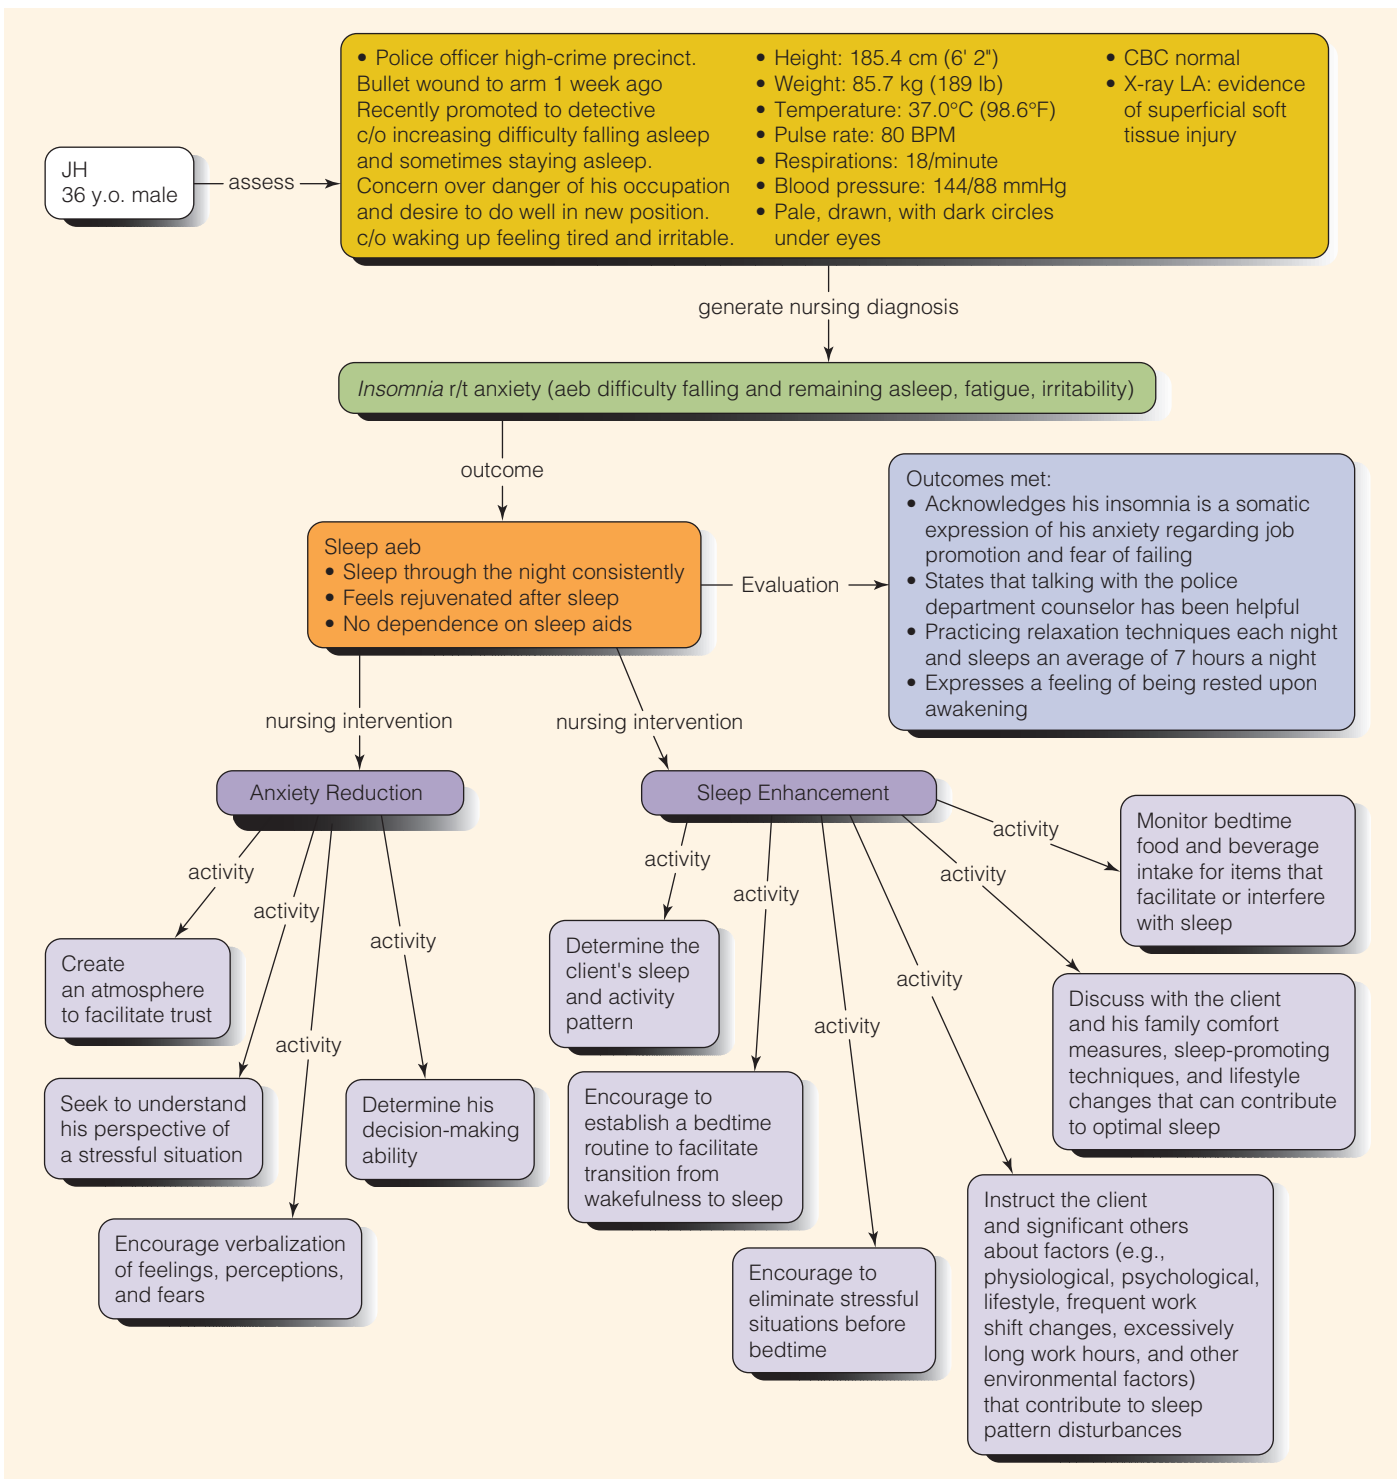 JH
36 y.o. male
assess
• Police officer high-crime precinct.
Bullet wound to arm 1 week ago
Recently promoted to detective
c/o increasing difficulty falling asleep
and sometimes staying asleep.
Concern over danger of his occupation
and desire to do well in new position.
c/o waking up feeling tired and irritable.
• Height: 185.4 cm (6' 2")
• Weight: 85.7 kg (189 lb)
• Temperature: 37.0°C (98.6°F)
• Pulse rate: 80 BPM
• Respirations: 18/minute
• Blood pressure: 144/88 mmHg
• Pale, drawn, with dark circles
under eyes
• CBC normal
• X-ray LA: evidence
of superficial soft
tissue injury
generate nursing diagnosis
Insomnia r/t anxiety (aeb difficulty falling and remaining asleep, fatigue, irritability)
outcome
Sleep aeb
• Sleep through the night consistently
• Feels rejuvenated after sleep
• No dependence on sleep aids
Evaluation
Outcomes met:
• Acknowledges his insomnia is a somatic
expression of his anxiety regarding job
promotion and fear of failing
• States that talking with the police
department counselor has been helpful
• Practicing relaxation techniques each night
and sleeps an average of 7 hours a night
• Expresses a feeling of being rested upon
awakening
nursing intervention
nursing intervention
Anxiety Reduction
activity
activity
activity
activity
Create
an atmosphere
to facilitate trust
Seek to understand
his perspective of
a stressful situation
Encourage verbalization
of feelings, perceptions,
and fears
Determine his
decision-making
ability
Sleep Enhancement
activity
activity
activity
activity
activity
activity
Determine the
client's sleep
and activity
pattern
Encourage to
establish a bedtime
routine to facilitate
transition from
wakefulness to sleep
Encourage to
eliminate stressful
situations before
bedtime
Instruct the client
and significant others
about factors (e.g.,
physiological, psychological,
lifestyle, frequent work
shift changes, excessively
long work hours, and other
environmental factors)
that contribute to sleep
pattern disturbances
Discuss with the client
and his family comfort
measures, sleep-promoting
techniques, and lifestyle
changes that can contribute
to optimal sleep
Monitor bedtime
food and beverage
intake for items that
facilitate or interfere
with sleep